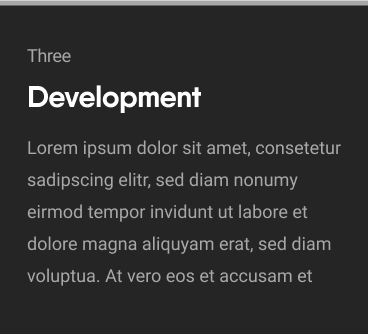 Three
Development
Lorem ipsum dolor sit amet, consetetur
sadipscing elitr, sed diam nonumy
eirmod tempor invidunt ut labore et
dolore magna aliquyam erat, sed diam
voluptua. At vero eos et accusam et